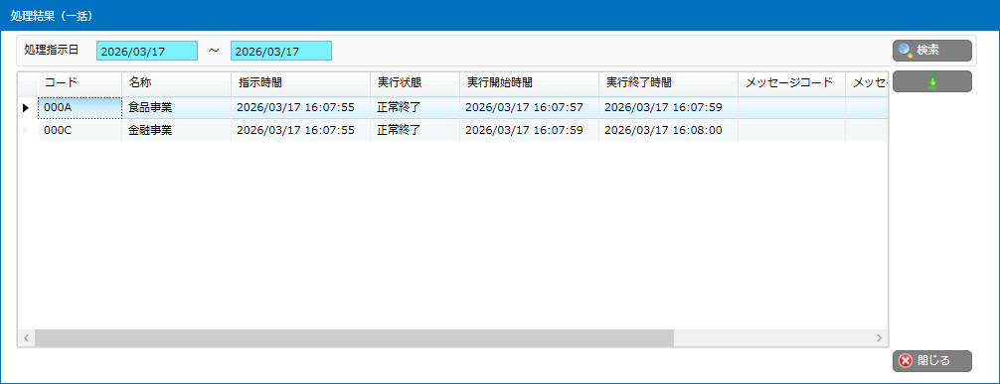 処理結果（一括）
処理指示日 2026/03/17 ～ 2026/03/17 検索
コード 名称 指示時間 実行状態 実行開始時間 実行終了時間 メッセージコード メッセー
000A 食品事業 2026/03/17 16:07:55 正常終了 2026/03/17 16:07:57 2026/03/17 16:07:59
000C 金融事業 2026/03/17 16:07:55 正常終了 2026/03/17 16:07:59 2026/03/17 16:08:00
閉じる